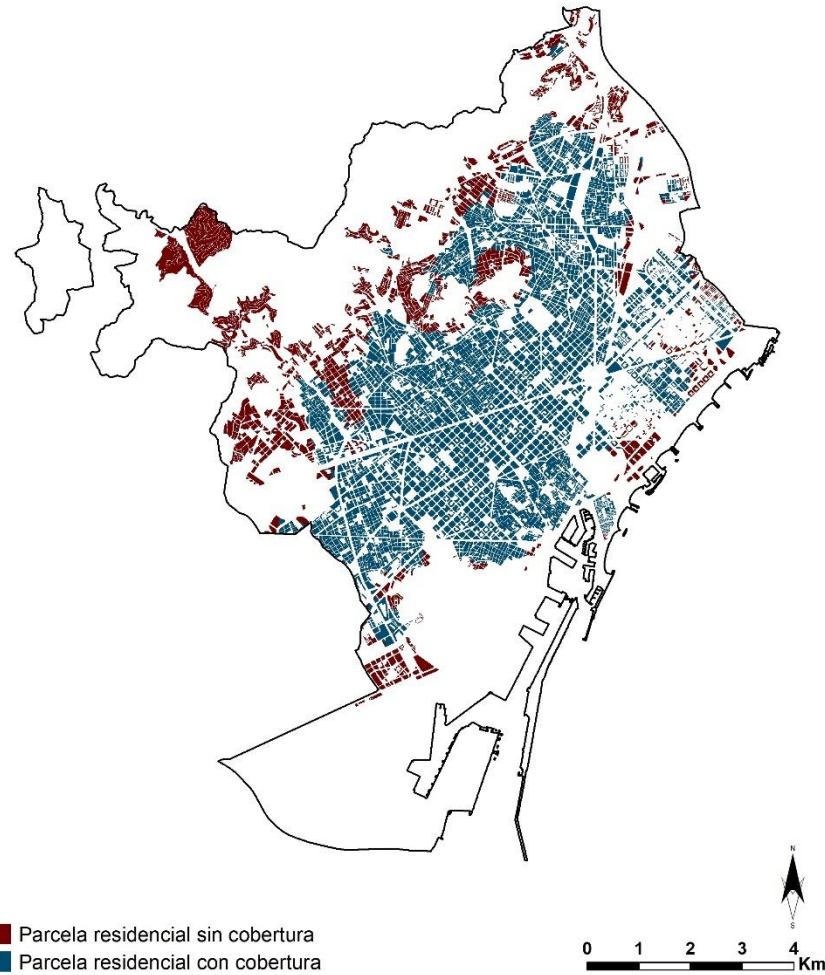 N
S
Parcela residencial sin cobertura
Parcela residencial con cobertura
0 1 2 3 4
Km